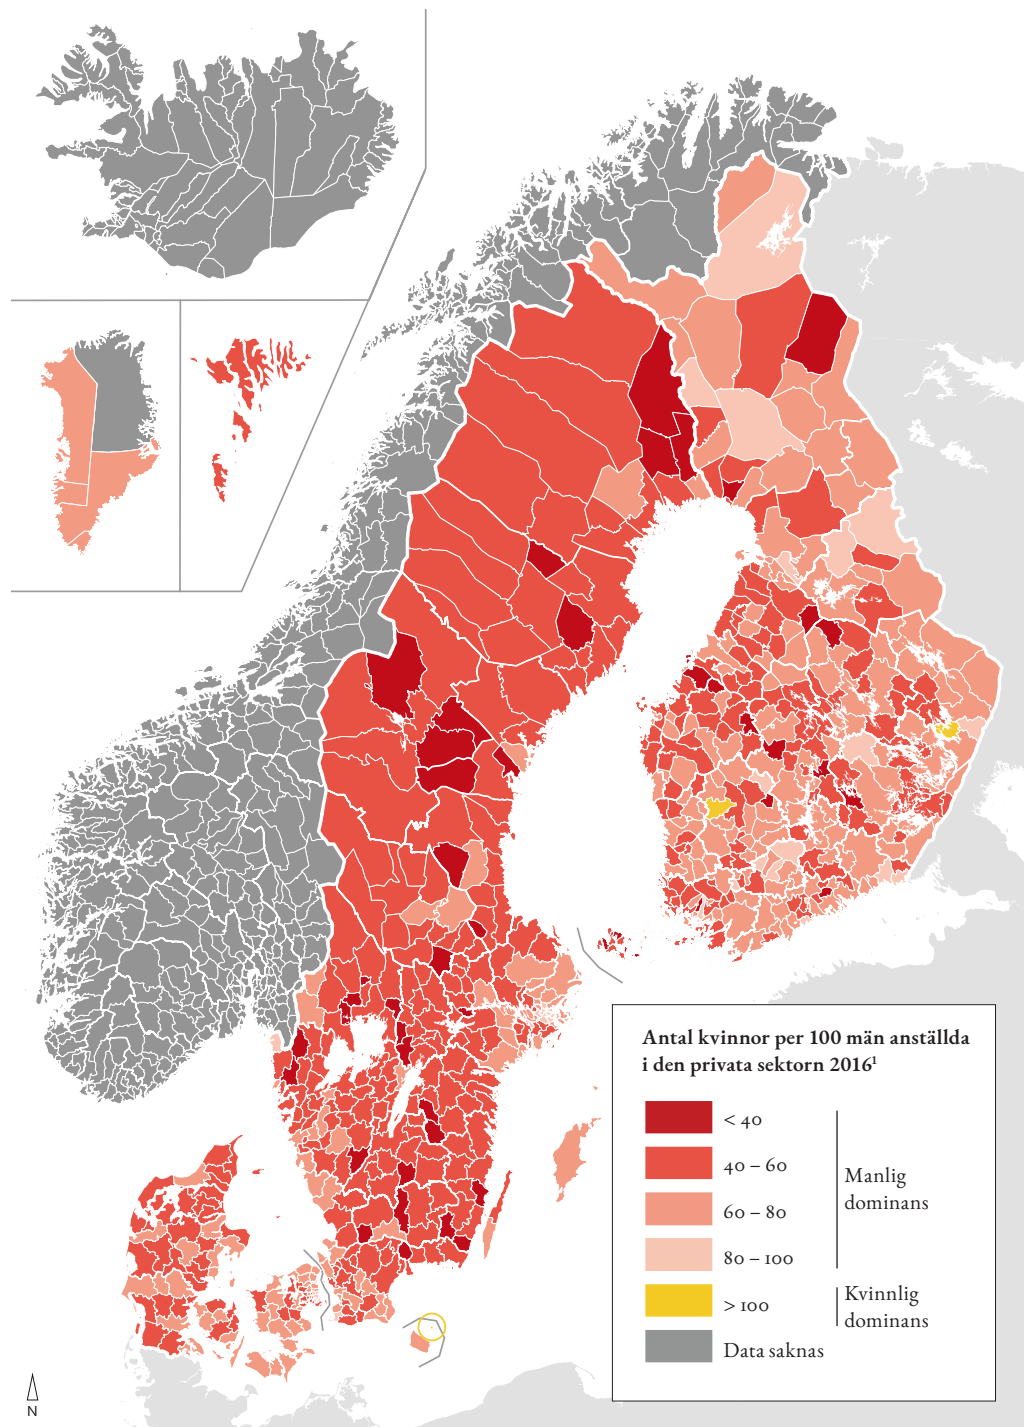 Antal kvinnor per 100 män anställda
i den privata sektorn 2016¹
< 40
40 – 60
60 – 80
80 – 100
> 100
Data saknas
Manlig
dominans
Kvinnlig
dominans
N